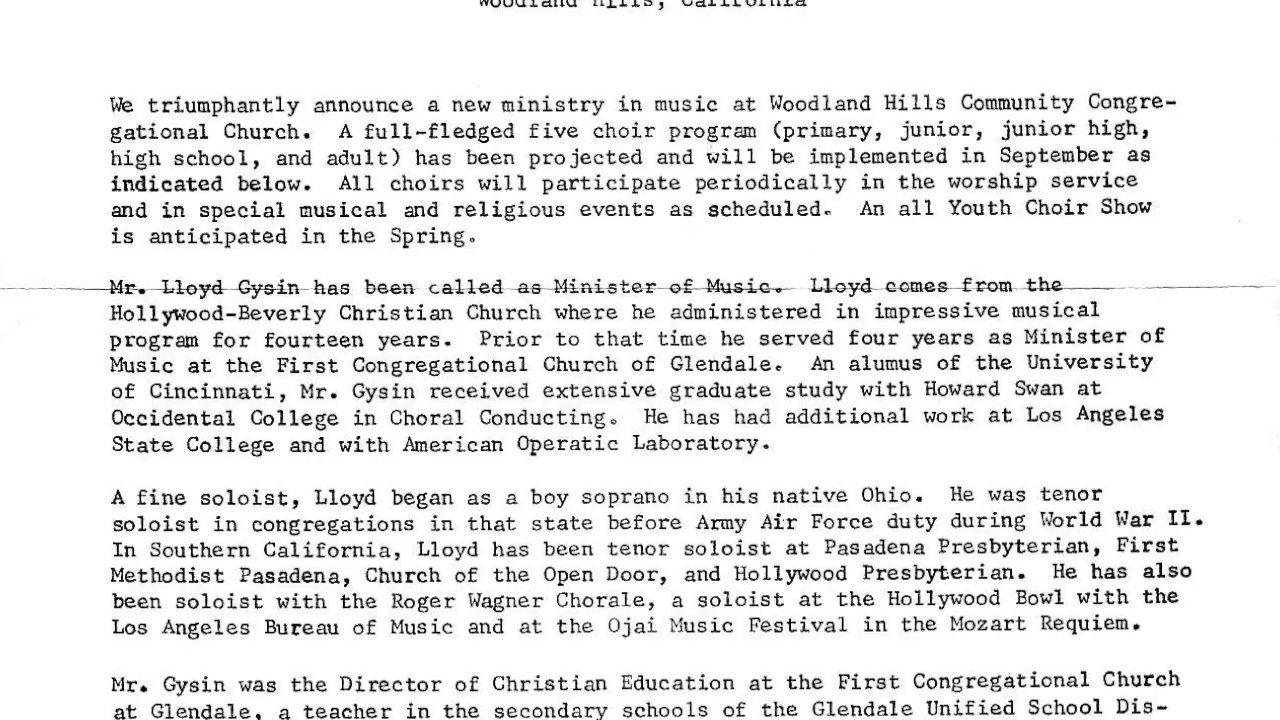 Woodland Hills, California
We triumphantly announce a new ministry in music at Woodland Hills Community Congre-
gational Church. A full-fledged five choir program (primary, junior, junior high,
high school, and adult) has been projected and will be implemented in September as
indicated below. All choirs will participate periodically in the worship service
and in special musical and religious events as scheduled. An all Youth Choir Show
is anticipated in the Spring.
Mr. Lloyd Gysin has been called as Minister of Music. Lloyd comes from the
Hollywood-Beverly Christian Church where he administered in impressive musical
program for fourteen years. Prior to that time he served four years as Minister of
Music at the First Congregational Church of Glendale. An alumus of the University
of Cincinnati, Mr. Gysin received extensive graduate study with Howard Swan at
Occidental College in Choral Conducting. He has had additional work at Los Angeles
State College and with American Operatic Laboratory.
A fine soloist, Lloyd began as a boy soprano in his native Ohio. He was tenor
soloist in congregations in that state before Army Air Force duty during World War II.
In Southern California, Lloyd has been tenor soloist at Pasadena Presbyterian, First
Methodist Pasadena, Church of the Open Door, and Hollywood Presbyterian. He has also
been soloist with the Roger Wagner Chorale, a soloist at the Hollywood Bowl with the
Los Angeles Bureau of Music and at the Ojai Music Festival in the Mozart Requiem.
Mr. Gysin was the Director of Christian Education at the First Congregational Church
at Glendale, a teacher in the secondary schools of the Glendale Unified School Dis-